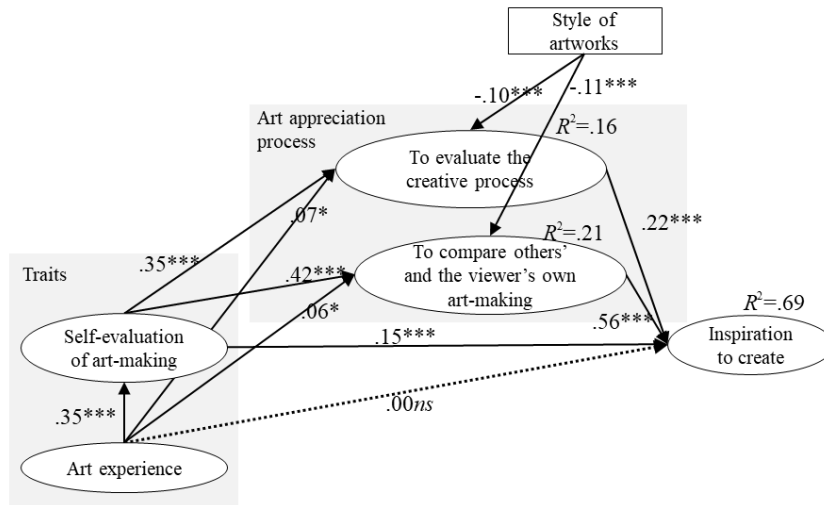 Style of
artworks
-.10***
-.11***
Art appreciation
process
R²=.16
To evaluate the
creative process
.07*
.22***
.35***
R²=.21
To compare others’
and the viewer’s own
art-making
Traits
.42***
.06*
.56***
R²=.69
Self-evaluation
of art-making
.15***
Inspiration
to create
.35***
.00ns
Art experience